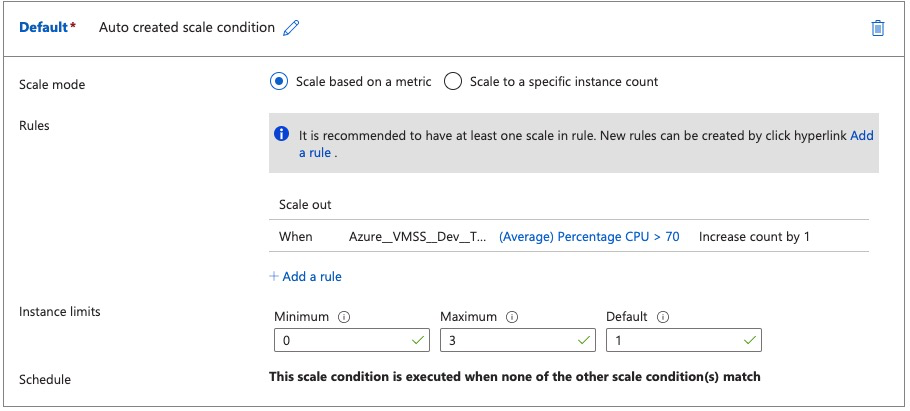 Default* Auto created scale condition
Scale mode
Scale based on a metric Scale to a specific instance count
Rules
It is recommended to have at least one scale in rule. New rules can be created by click hyperlink Add
a rule .
Scale out
When Azure__VMSS__Dev__T... (Average) Percentage CPU > 70 Increase count by 1
+ Add a rule
Instance limits
Minimum Maximum Default
0 3 1
Schedule
This scale condition is executed when none of the other scale condition(s) match